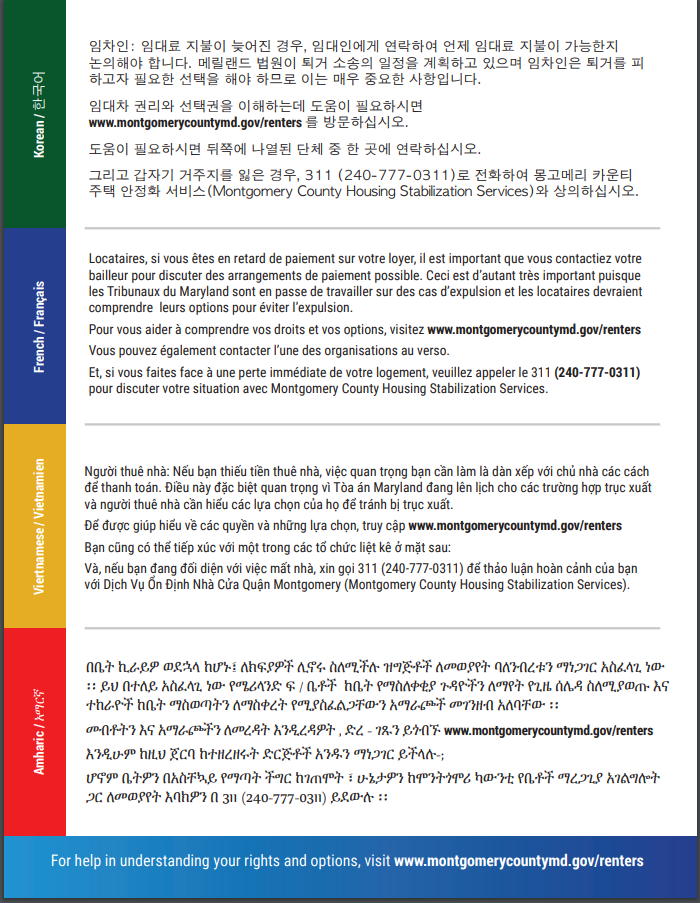 Korean / 한국어
임차인: 임대료 지불이 늦어진 경우, 임대인에게 연락하여 언제 임대료 지불이 가능한지
논의해야 합니다. 메릴랜드 법원이 퇴거 소송의 일정을 계획하고 있으며 임차인은 퇴거를 피
하고자 필요한 선택을 해야 하므로 이는 매우 중요한 사항입니다.
임대차 권리와 선택권을 이해하는데 도움이 필요하시면
www.montgomerycountymd.gov/renters 를 방문하십시오.
도움이 필요하시면 뒤쪽에 나열된 단체 중 한 곳에 연락하십시오.
그리고 갑자기 거주지를 잃은 경우, 311 (240-777-0311)로 전화하여 몽고메리 카운티
주택 안정화 서비스(Montgomery County Housing Stabilization Services)와 상의하십시오.
French / Français
Locataires, si vous êtes en retard de paiement sur votre loyer, il est important que vous contactiez votre
bailleur pour discuter des arrangements de paiement possible. Ceci est d'autant très important puisque
les Tribunaux du Maryland sont en passe de travailler sur des cas d'expulsion et les locataires devraient
comprendre leurs options pour éviter l'expulsion.
Pour vous aider à comprendre vos droits et vos options, visitez www.montgomerycountymd.gov/renters
Vous pouvez également contacter l'une des organisations au verso.
Et, si vous faites face à une perte immédiate de votre logement, veuillez appeler le 311 (240-777-0311)
pour discuter votre situation avec Montgomery County Housing Stabilization Services.
Viertnamese / Vietnamien
Người thuê nhà: Nếu bạn thiếu tiền thuê nhà, việc quan trọng bạn cần làm là dàn xếp với chủ nhà các cách
để thanh toán. Điều này đặc biệt quan trọng vì Tòa án Maryland đang lên lịch cho các trường hợp trục xuất
và người thuê nhà cần hiểu các lựa chọn của họ để tránh bị trục xuất.
Để được giúp hiểu về các quyền và những lựa chọn, truy cập www.montgomerycountymd.gov/renters
Bạn cũng có thể tiếp xúc với một trong các tổ chức liệt kê ở mặt sau:
Và, nếu bạn đang đối diện với việc mất nhà, xin gọi 311 (240-777-0311) để thảo luận hoàn cảnh của bạn
với Dịch Vụ Ổn Định Nhà Cửa Quận Montgomery (Montgomery County Housing Stabilization Services).
Amharic / አማርኛ
በቤት ኪራይዎ ወደኋላ ከሆኑ፤ ለክፍያዎች ሊኖሩ ስለሚችሉ ዝግጅቶች ለመወያየት ባለንብረቱን ማነጋገር አስፈላጊ ነው
፡፡ ይህ በተለይ አስፈላጊ ነው የሜሪላንድ ፍ / ቤቶች ከቤት የማስለቀቂያ ጉዳዮችን ለማየት የጊዜ ሰሌዳ ስለሚያወጡ እና
ተከራዮች ከቤት ማስወጣትን ለማስቀረት የሚያስፈልጋቸውን አማራጮች መገንዘብ አለባቸው ፡፡
መብቶትን እና አማራጮችን ለመረዳት እንዲረዳዎት , ድረ - ገጹን ይጎብኙ www.montgomerycountymd.gov/renters
እንዲሁም ከዚህ ጀርባ ከተዘረዘሩት ድርጅቶች አንዱን ማነጋገር ይችላሉ-;
ሆኖም ቤትዎን በአስቸኳይ የማጣት ችግር ከገጠሞት ፣ ሁኔታዎን ከሞንትጎሞሪ ካውንቲ የቤቶች ማረጋጊያ አገልግሎት
ጋር ለመወያየት እባክዎን በ 311 (240-777-0311) ይደውሉ ፡፡
For help in understanding your rights and options, visit www.montgomerycountymd.gov/renters